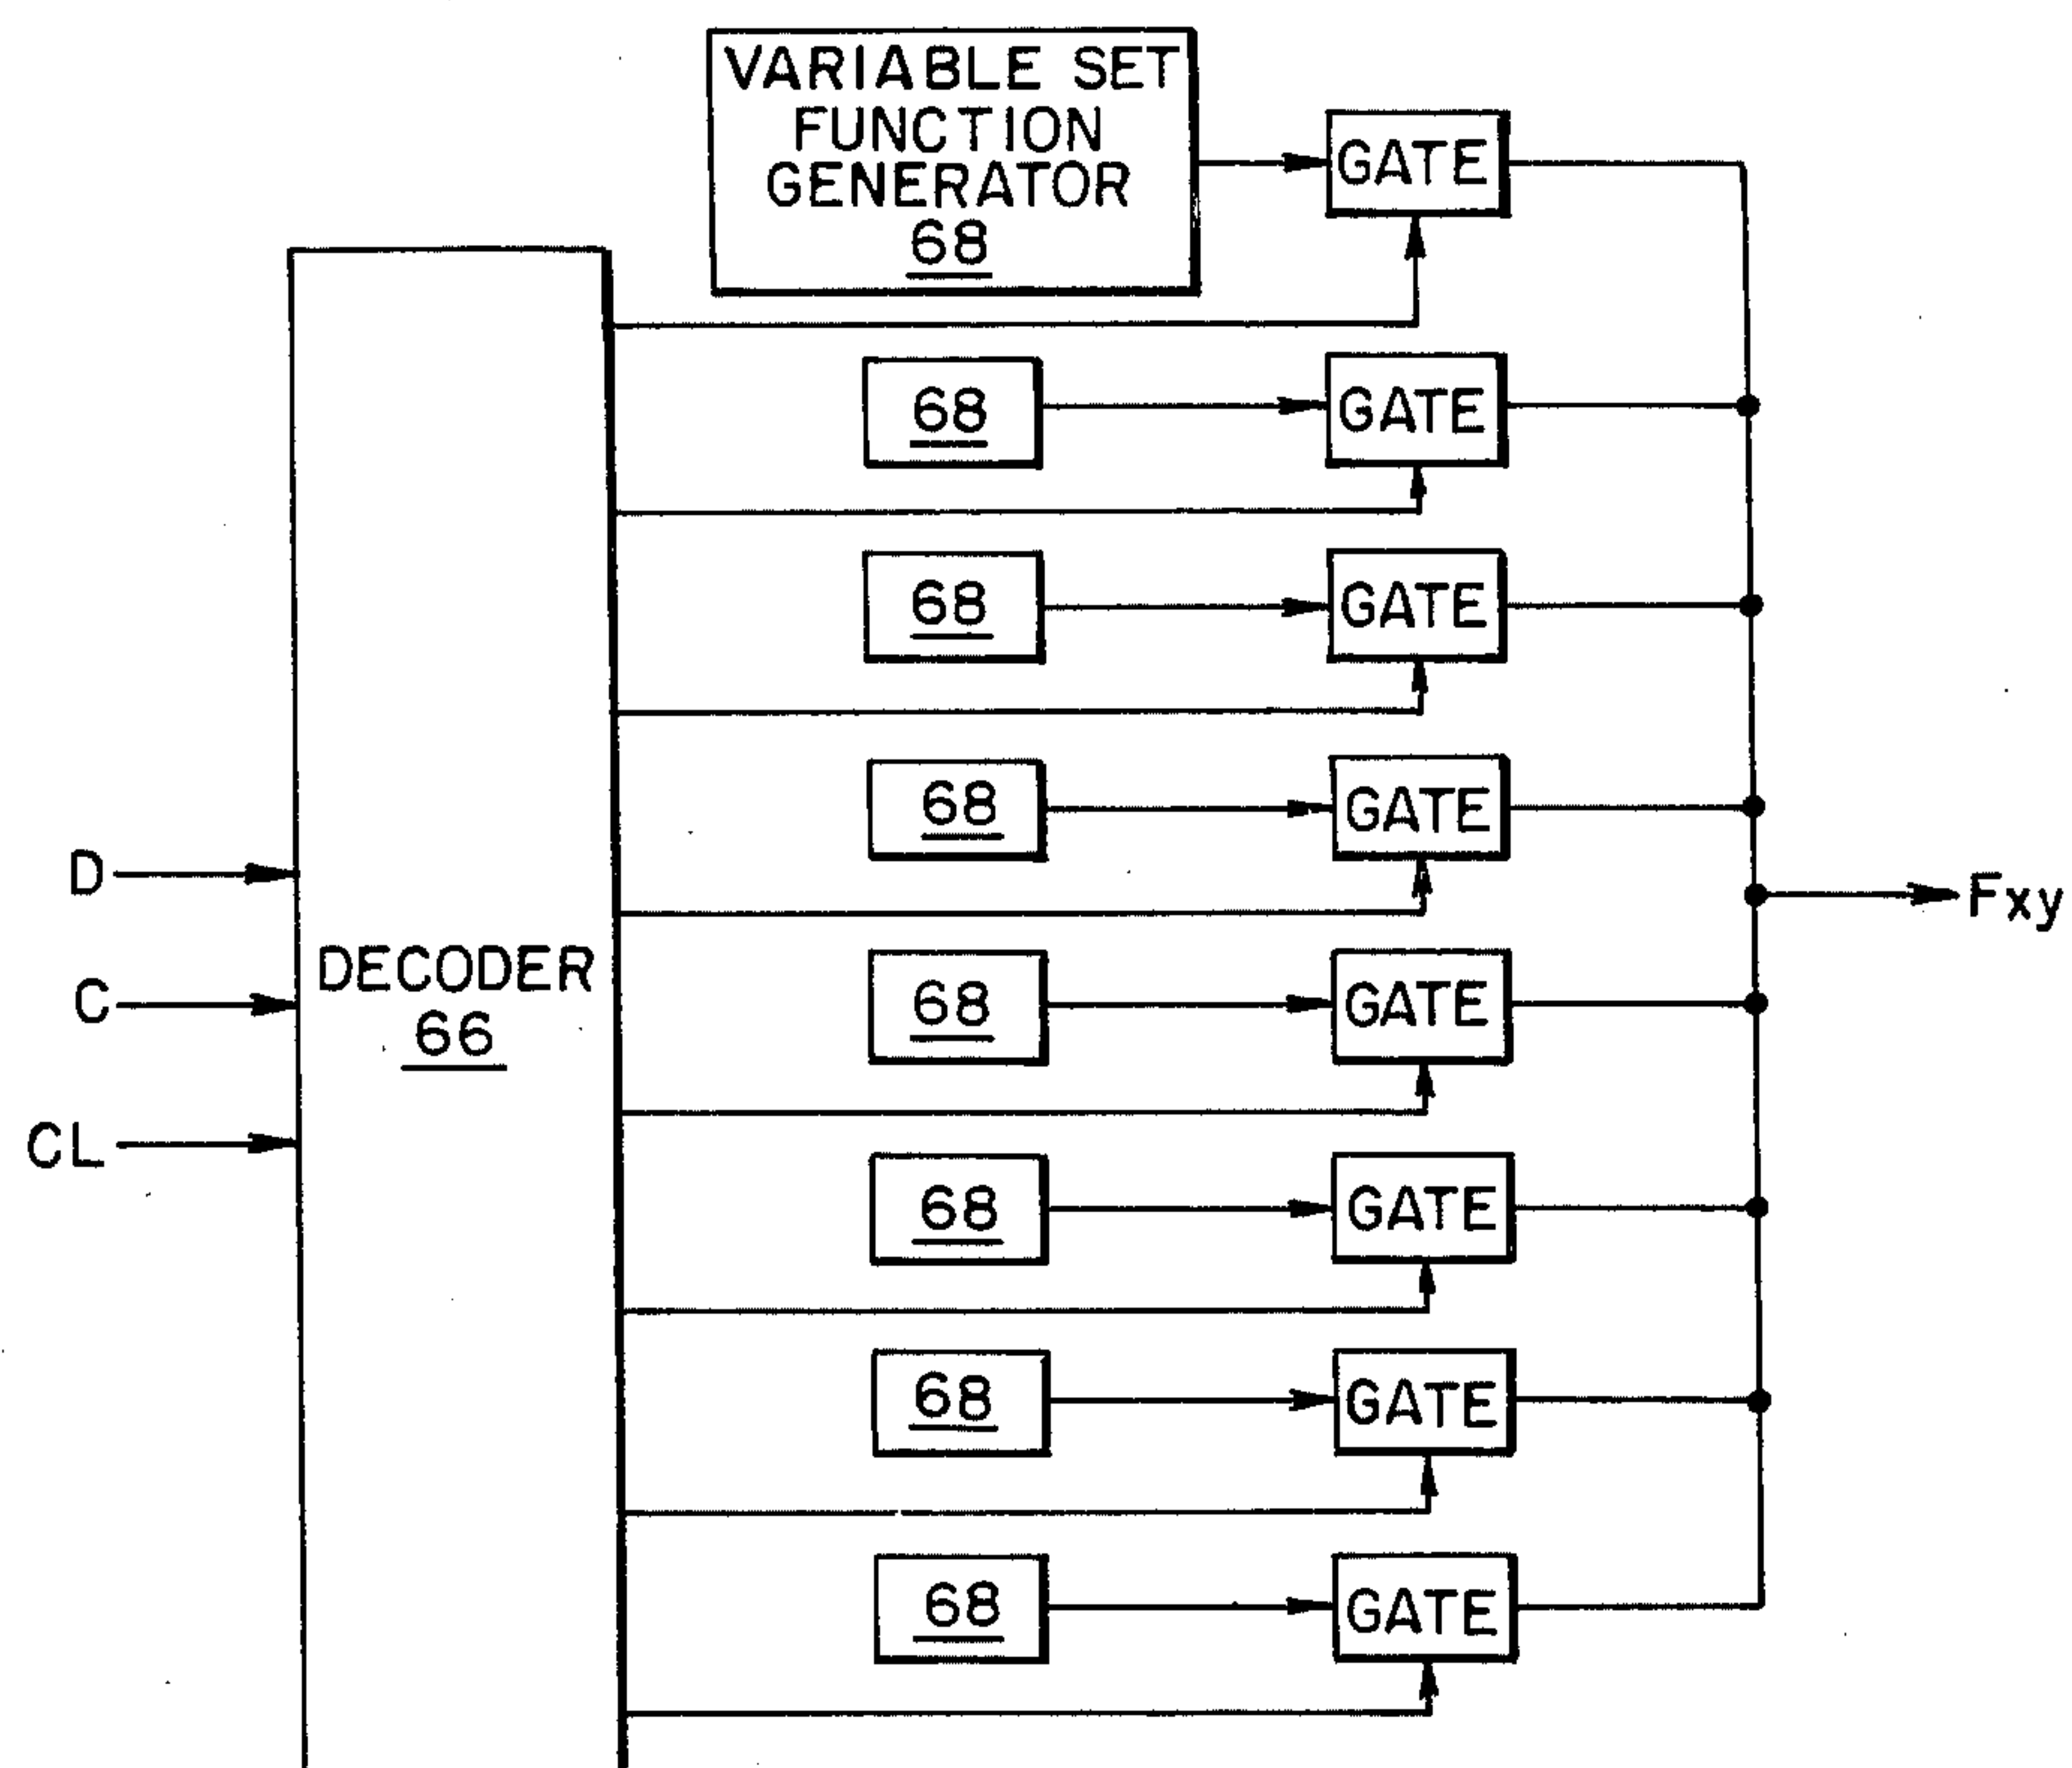 VARIABLE SET
FUNCTION
GENERATOR
68
GATE
68
GATE
68
GATE
68
GATE
D
Fxy
DECODER
66
C
68
GATE
CL
68
GATE
68
GATE
68
GATE